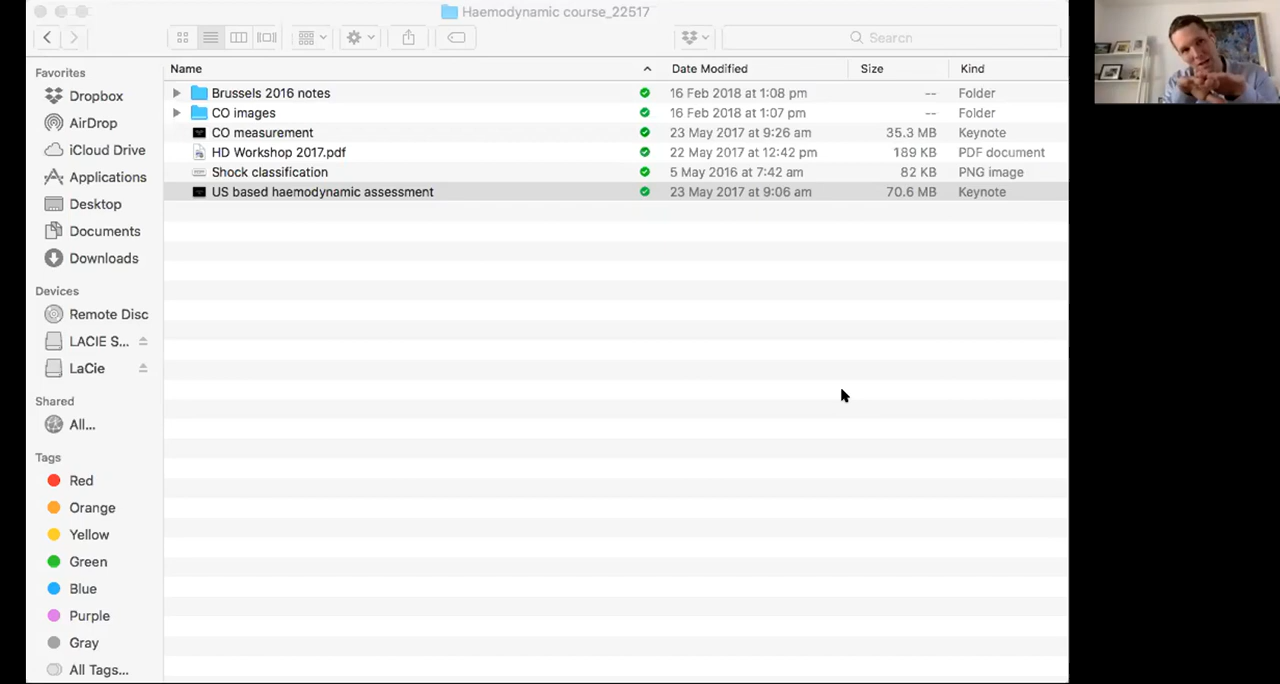 Haemodynamic course_22517
Search
Favorites
Dropbox
AirDrop
iCloud Drive
Applications
Desktop
Documents
Downloads
Devices
Remote Disc
LACIE S...
LaCie
Shared
All...
Tags
Red
Orange
Yellow
Green
Blue
Purple
Gray
All Tags...
Name Date Modified Size Kind
Brussels 2016 notes 16 Feb 2018 at 1:08 pm -- Folder
CO images 16 Feb 2018 at 1:07 pm -- Folder
CO measurement 23 May 2017 at 9:26 am 35.3 MB Keynote
HD Workshop 2017.pdf 22 May 2017 at 12:42 pm 189 KB PDF document
Shock classification 5 May 2016 at 7:42 am 82 KB PNG image
US based haemodynamic assessment 23 May 2017 at 9:06 am 70.6 MB Keynote